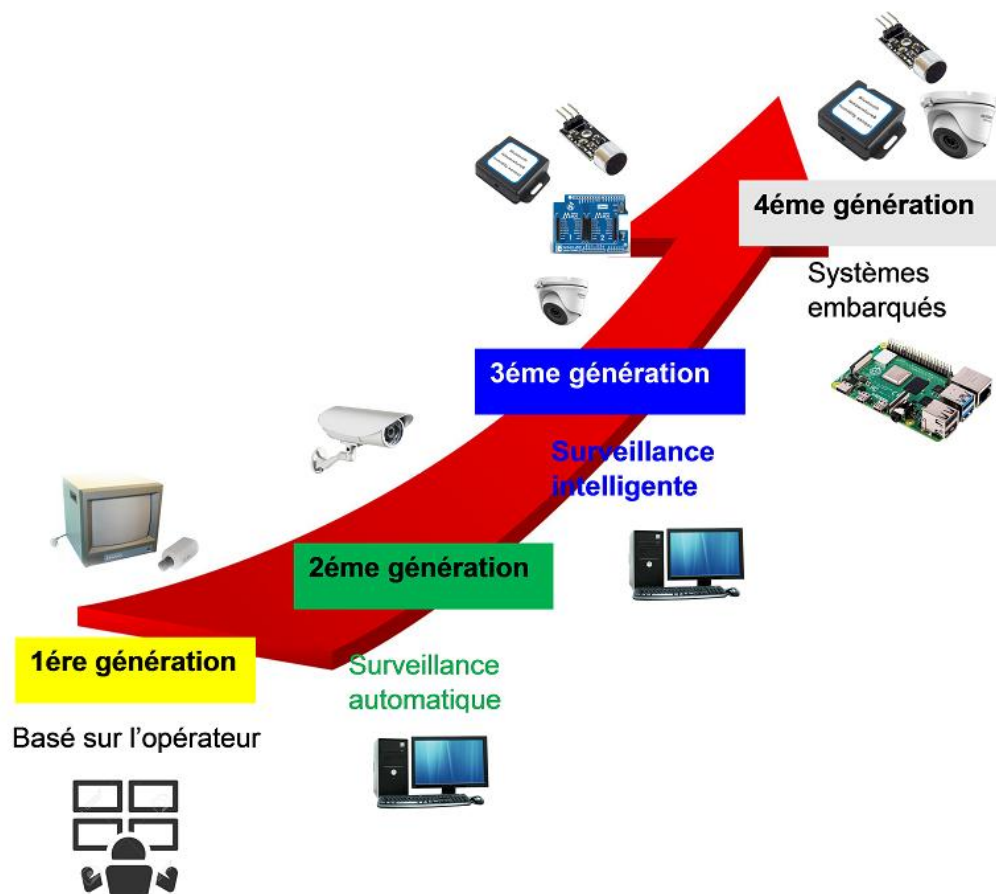 4éme génération
Systèmes
embarqués
3éme génération
Surveillance
intelligente
2éme génération
Surveillance
automatique
1ére génération
Basé sur l'opérateur